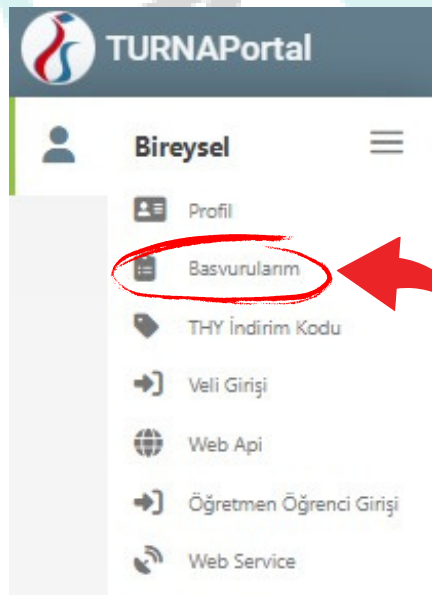 TURNAPortal
Bireysel
Profil
Basvurularım
THY İndirim Kodu
Veli Girişi
Web Api
Öğretmen Öğrenci Girişi
Web Service